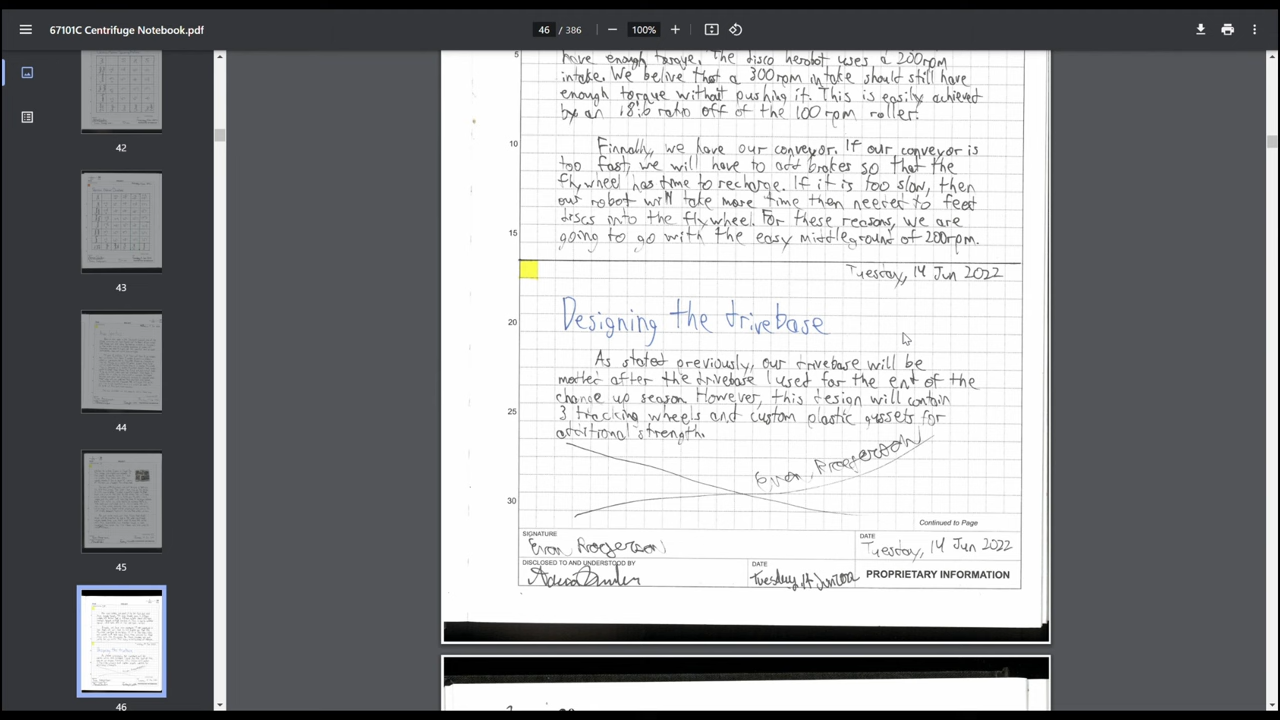 67101C Centrifuge Notebook.pdf
46 / 386
100%
42
43
44
45
46
5
have enough torque. The disco herobot uses a 200rpm
intake. We belive that a 300rpm intake should still have
enough torque without pushing it. This is easily achieved
by an 18:6 ratio off of the 100 rpm roller.
10
Finnally, we have our conveyor. If our conveyor is
too fast, we will have to add brakes so that the
flywheel has time to recharge. If it is too slow, then
our robot will take more time then needed to feed
discs into the flywheel. For these reasons, we are
15
going to go with the easy middleground of 200rpm.
Tuesday, 14 Jun 2022
20
Designing the drivebase
As stated previously, our drivebase will be
modled after the drivebase I used for the end of the
change up season. However, this design will contain
25
3 tracking wheels and custom plastic gussets for
additional strength.
Rogerson
30
Continued to Page
SIGNATURE
Rogerson
DATE
Tuesday, 14 Jun 2022
DISCLOSED TO AND UNDERSTOOD BY
DATE
Tuesday 14
PROPRIETARY INFORMATION